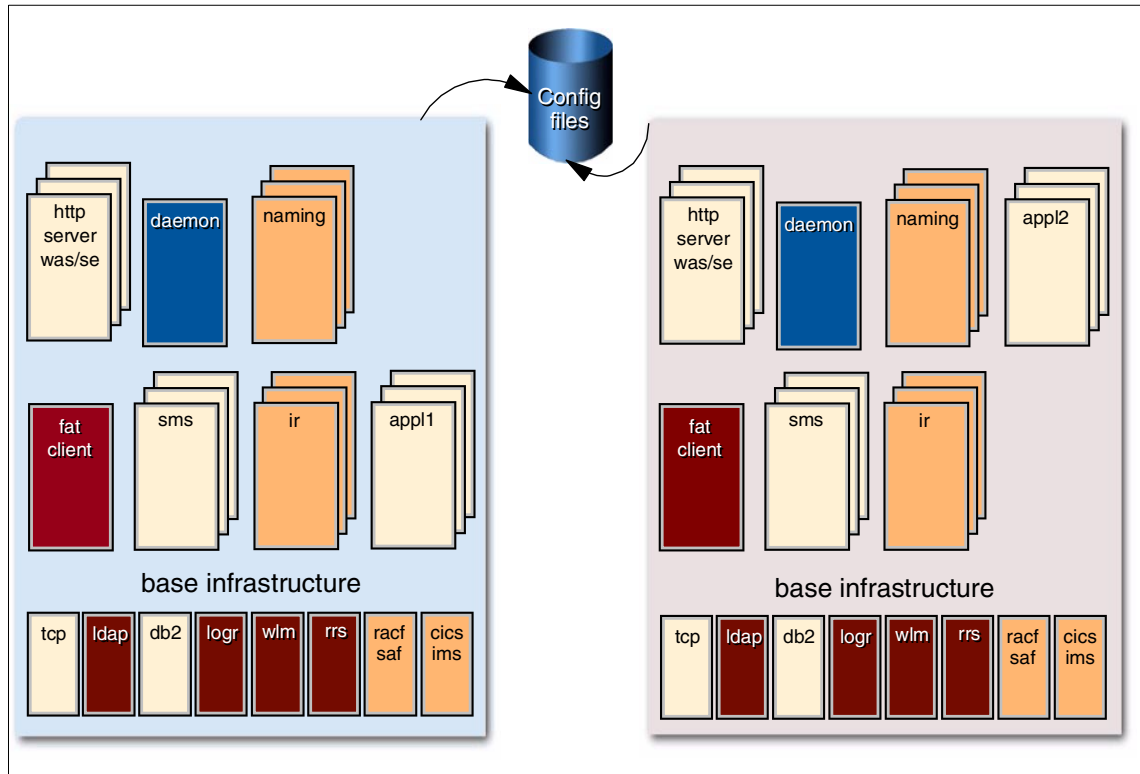 Config
files
http
server
was/se
daemon
naming
fat
client
sms
ir
appl1
base infrastructure
tcp
ldap
db2
logr
wlm
rrs
racf
saf
cics
ims
http
server
was/se
daemon
naming
appl2
fat
client
sms
ir
base infrastructure
tcp
ldap
db2
logr
wlm
rrs
racf
saf
cics
ims